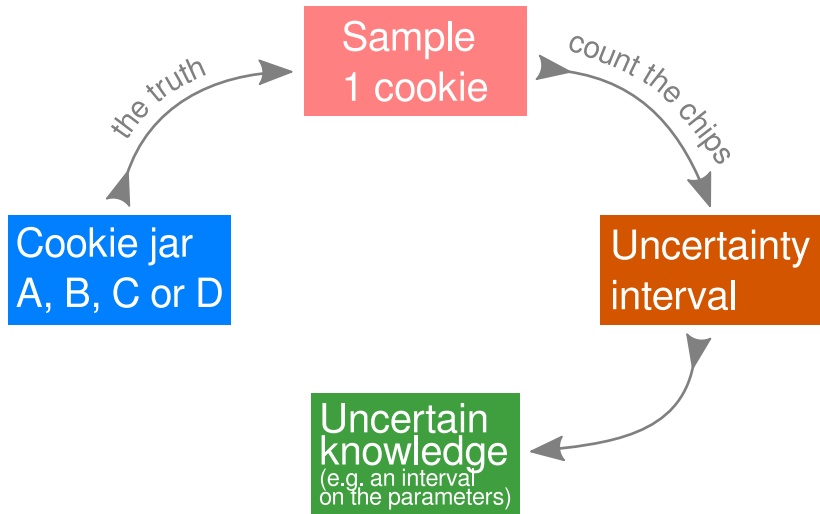 Sample
1 cookie
the truth
count the chips
Cookie jar
A, B, C or D
Uncertainty
interval
Uncertain
knowledge
(e.g. an interval
on the parameters)